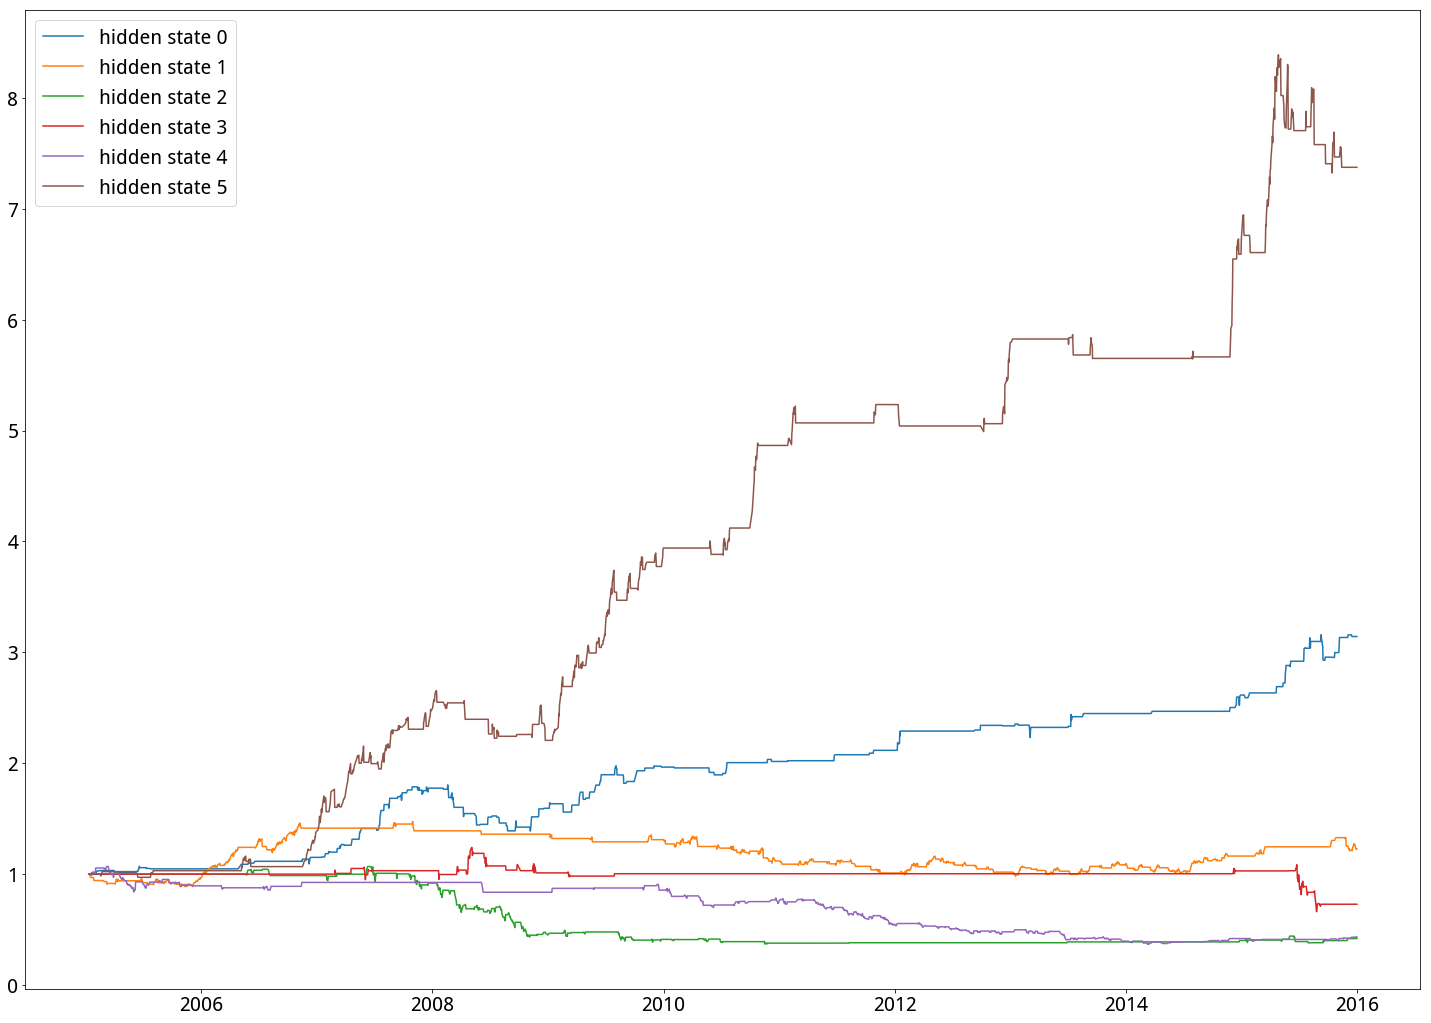 hidden state 0
hidden state 1
hidden state 2
hidden state 3
hidden state 4
hidden state 5
8
7
6
5
4
3
2
1
0
2006 2008 2010 2012 2014 2016